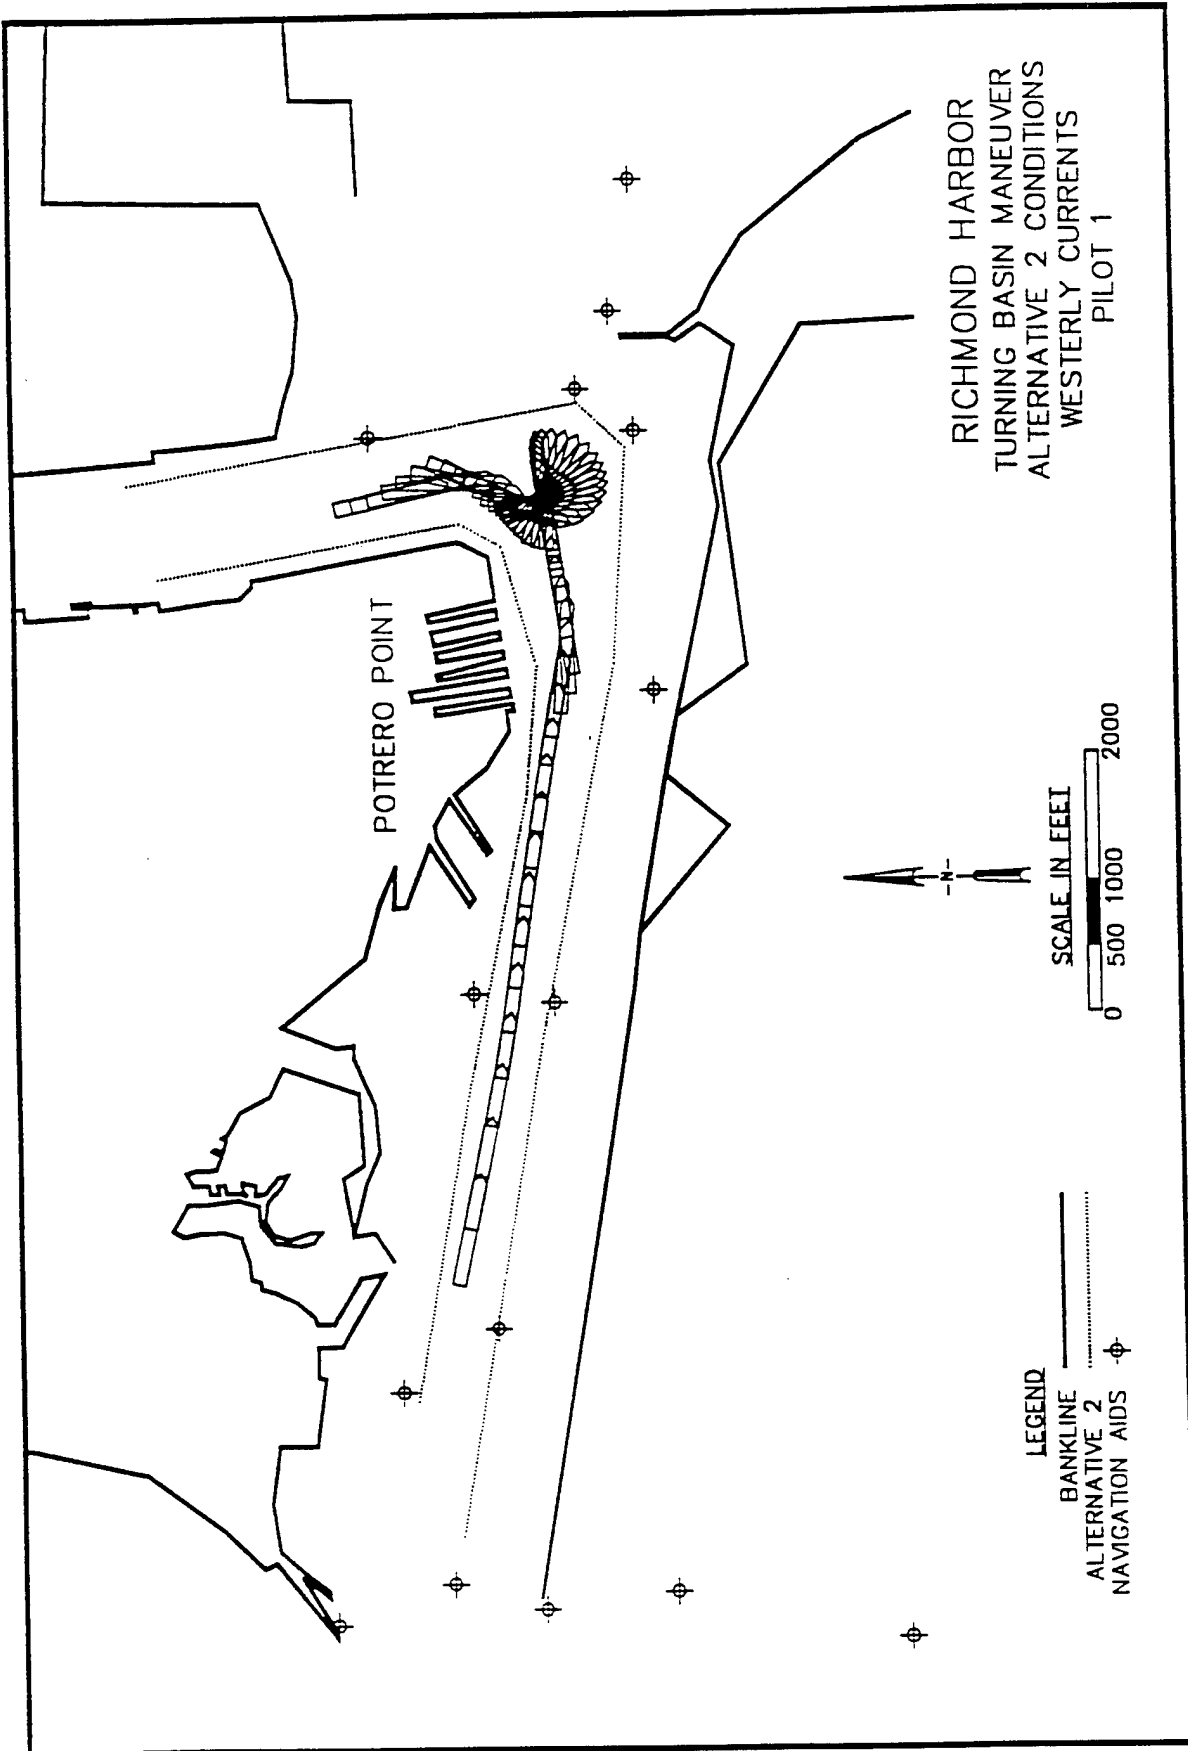 POTRERO POINT
RICHMOND HARBOR
TURNING BASIN MANEUVER
ALTERNATIVE 2 CONDITIONS
WESTERLY CURRENTS
PILOT 1
-N-
SCALE IN FEET
0 500 1000 2000
LEGEND
BANKLINE
ALTERNATIVE 2
NAVIGATION AIDS